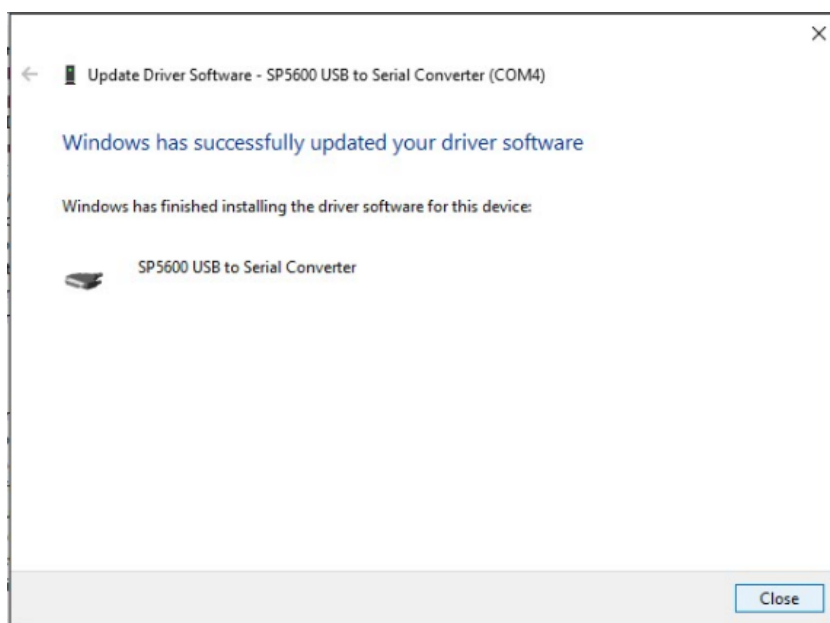 Update Driver Software - SP5600 USB to Serial Converter (COM4)
Windows has successfully updated your driver software
Windows has finished installing the driver software for this device:
SP5600 USB to Serial Converter
Close